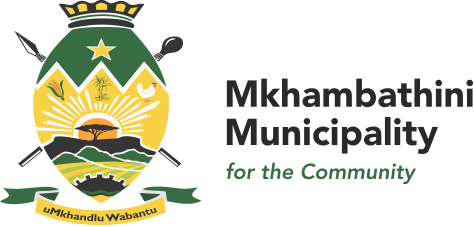 Mkhambathini
Municipality
for the Community
uMkhandlu Wabantu